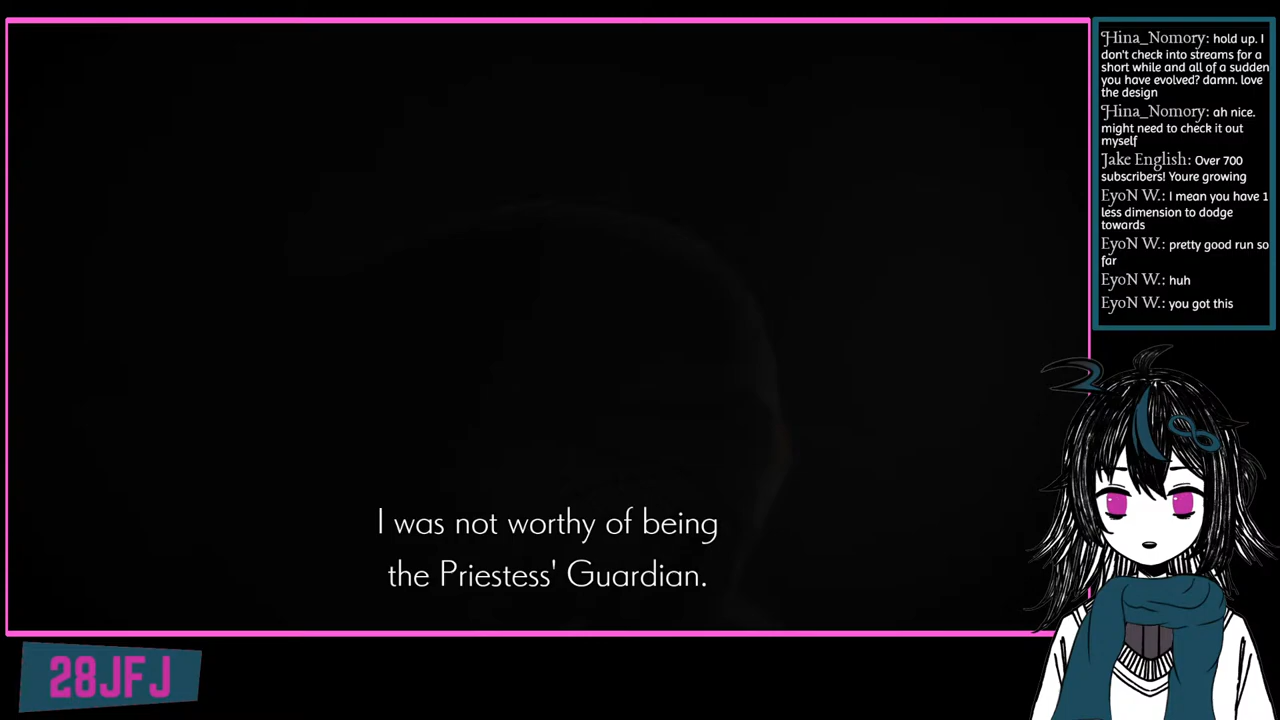 Hina_Nomory: hold up. I
don't check into streams for a
short while and all of a sudden
you have evolved? damn. love
the design
Hina_Nomory: ah nice.
might need to check it out
myself
Jake English: Over 700
subscribers! Youre growing
EyoN W.: I mean you have 1
less dimension to dodge
towards
EyoN W.: pretty good run so
far
EyoN W.: huh
EyoN W.: you got this
I was not worthy of being
the Priestess' Guardian.
28JFJ